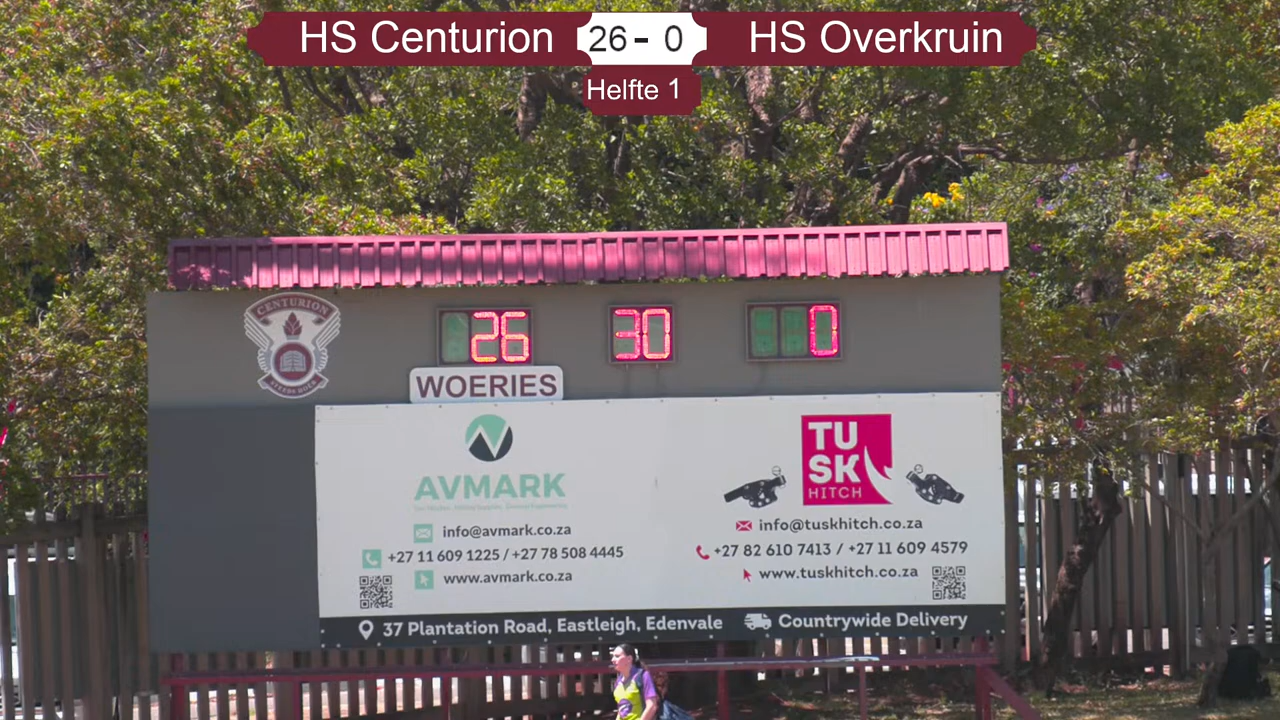 HS Centurion 26 - 0 HS Overkruin
Helfte 1
CENTURION
26 30 0
WOERIES
AVMARK
info@avmark.co.za
+27 11 609 1225 / +27 78 508 4445
www.avmark.co.za
TU
SK
HITCH
info@tuskhitch.co.za
+27 82 610 7413 / +27 11 609 4579
www.tuskhitch.co.za
37 Plantation Road, Eastleigh, Edenvale Countrywide Delivery